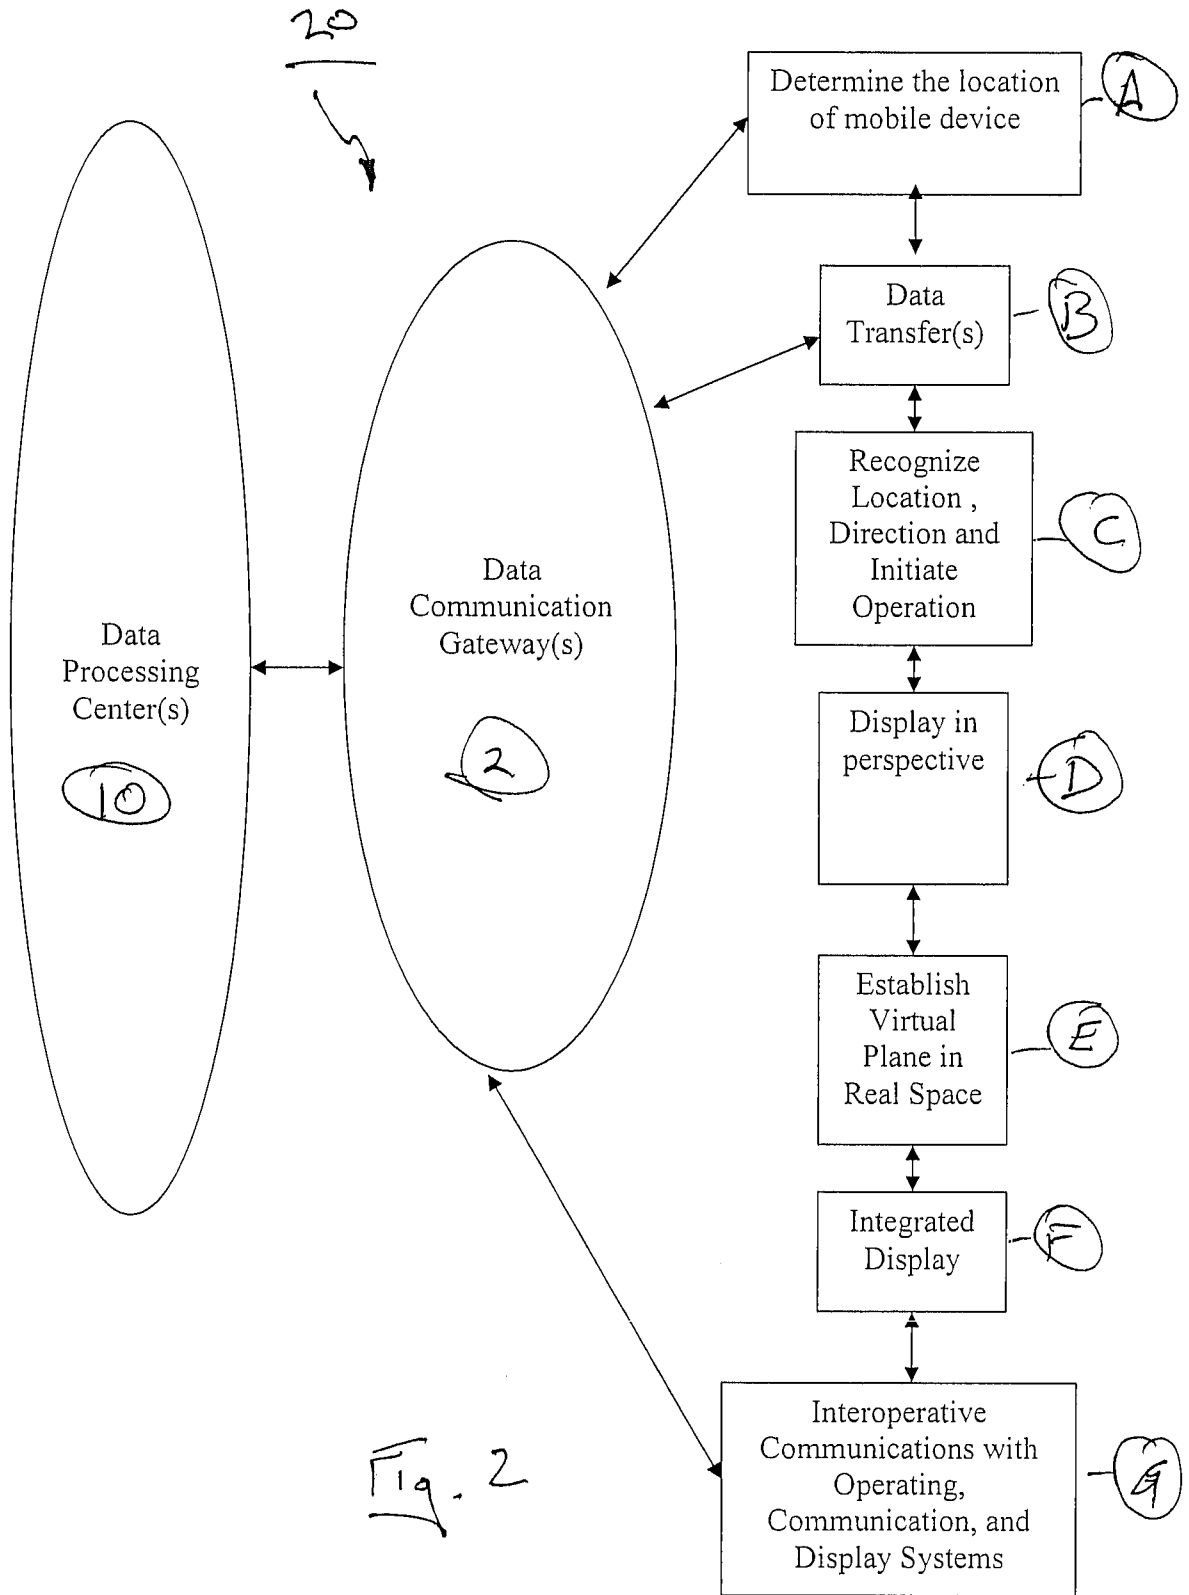 20
Determine the location
of mobile device
A
Data
Transfer(s)
B
Recognize
Location ,
Direction and
Initiate
Operation
C
Data
Communication
Gateway(s)
2
Data
Processing
Center(s)
10
Display in
perspective
D
Establish
Virtual
Plane in
Real Space
E
Integrated
Display
F
Interoperative
Communications with
Operating,
Communication, and
Display Systems
G
Fig. 2